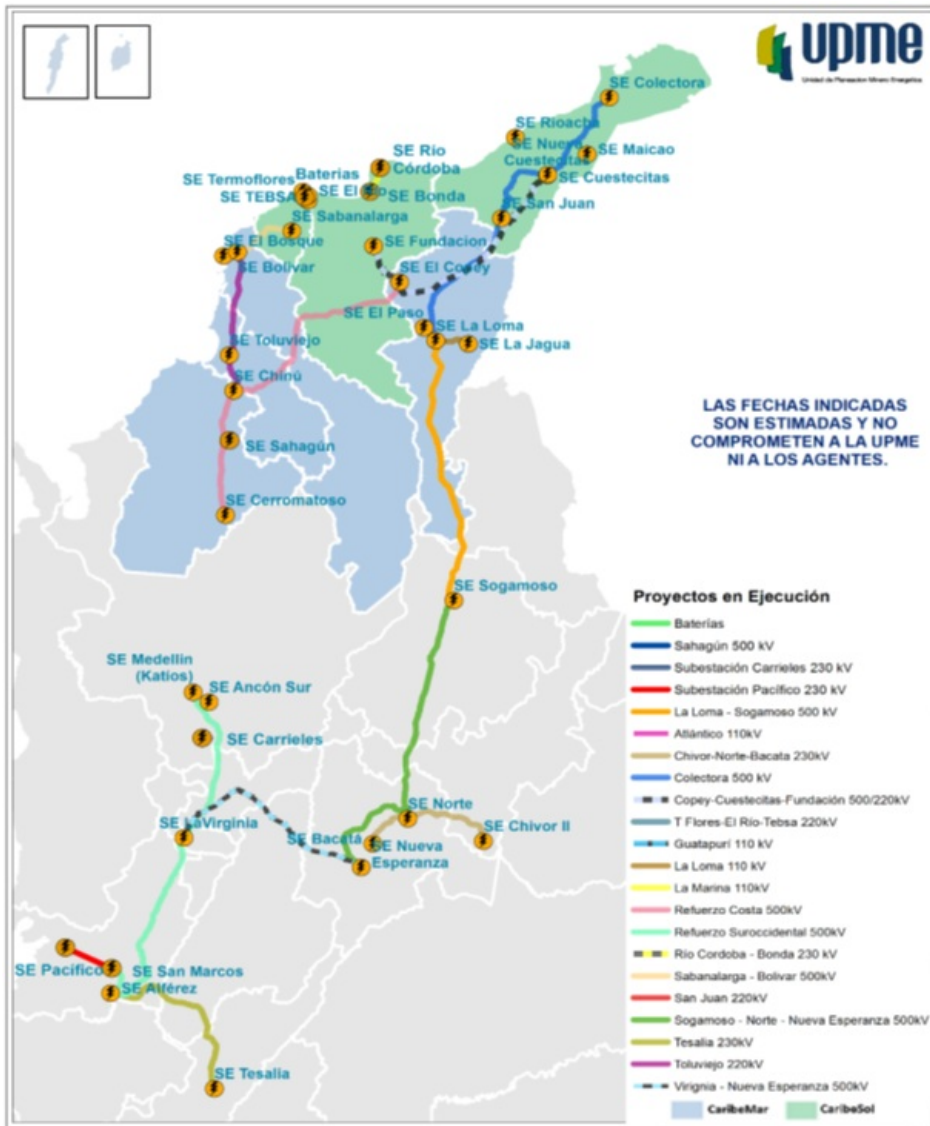 upme
Unidad de Planeación Minero Energética
SE Colectora
SE Rioacha
SE Nueva
Cuestecitas
SE Maicao
SE Cuestecitas
SE Río
Córdoba
Baterias
SE Termoflores
SE El Río
SE TEBSA
SE Bonda
SE San Juan
SE Sabanalarga
SE Fundacion
SE El Bosque
SE Bolivar
SE El Copey
SE El Paso
SE La Loma
SE La Jagua
SE Toluviejo
SE Chinú
SE Sahagún
SE Cerromatoso
LAS FECHAS INDICADAS
SON ESTIMADAS Y NO
COMPROMETEN A LA UPME
NI A LOS AGENTES.
SE Sogamoso
SE Medellin
(Katios)
SE Ancón Sur
SE Carrieles
SE LaVirginia
SE Norte
SE Chivor II
SE Bacatá
SE Nueva
Esperanza
SE Pacífico
SE San Marcos
SE Alférez
SE Tesalia
Proyectos en Ejecución
Baterías
Sahagún 500 kV
Subestación Carrieles 230 kV
Subestación Pacífico 230 kV
La Loma - Sogamoso 500 kV
Atlántico 110kV
Chivor-Norte-Bacata 230kV
Colectora 500 kV
Copey-Cuestecitas-Fundación 500/220kV
T Flores-El Río-Tebsa 220kV
Guatapurí 110 kV
La Loma 110 kV
La Marina 110kV
Refuerzo Costa 500kV
Refuerzo Suroccidental 500kV
Río Cordoba - Bonda 230 kV
Sabanalarga - Bolivar 500kV
San Juan 220kV
Sogamoso - Norte - Nueva Esperanza 500kV
Tesalia 230kV
Toluviejo 220kV
Virignia - Nueva Esperanza 500kV
CaribeMar
CaribeSol